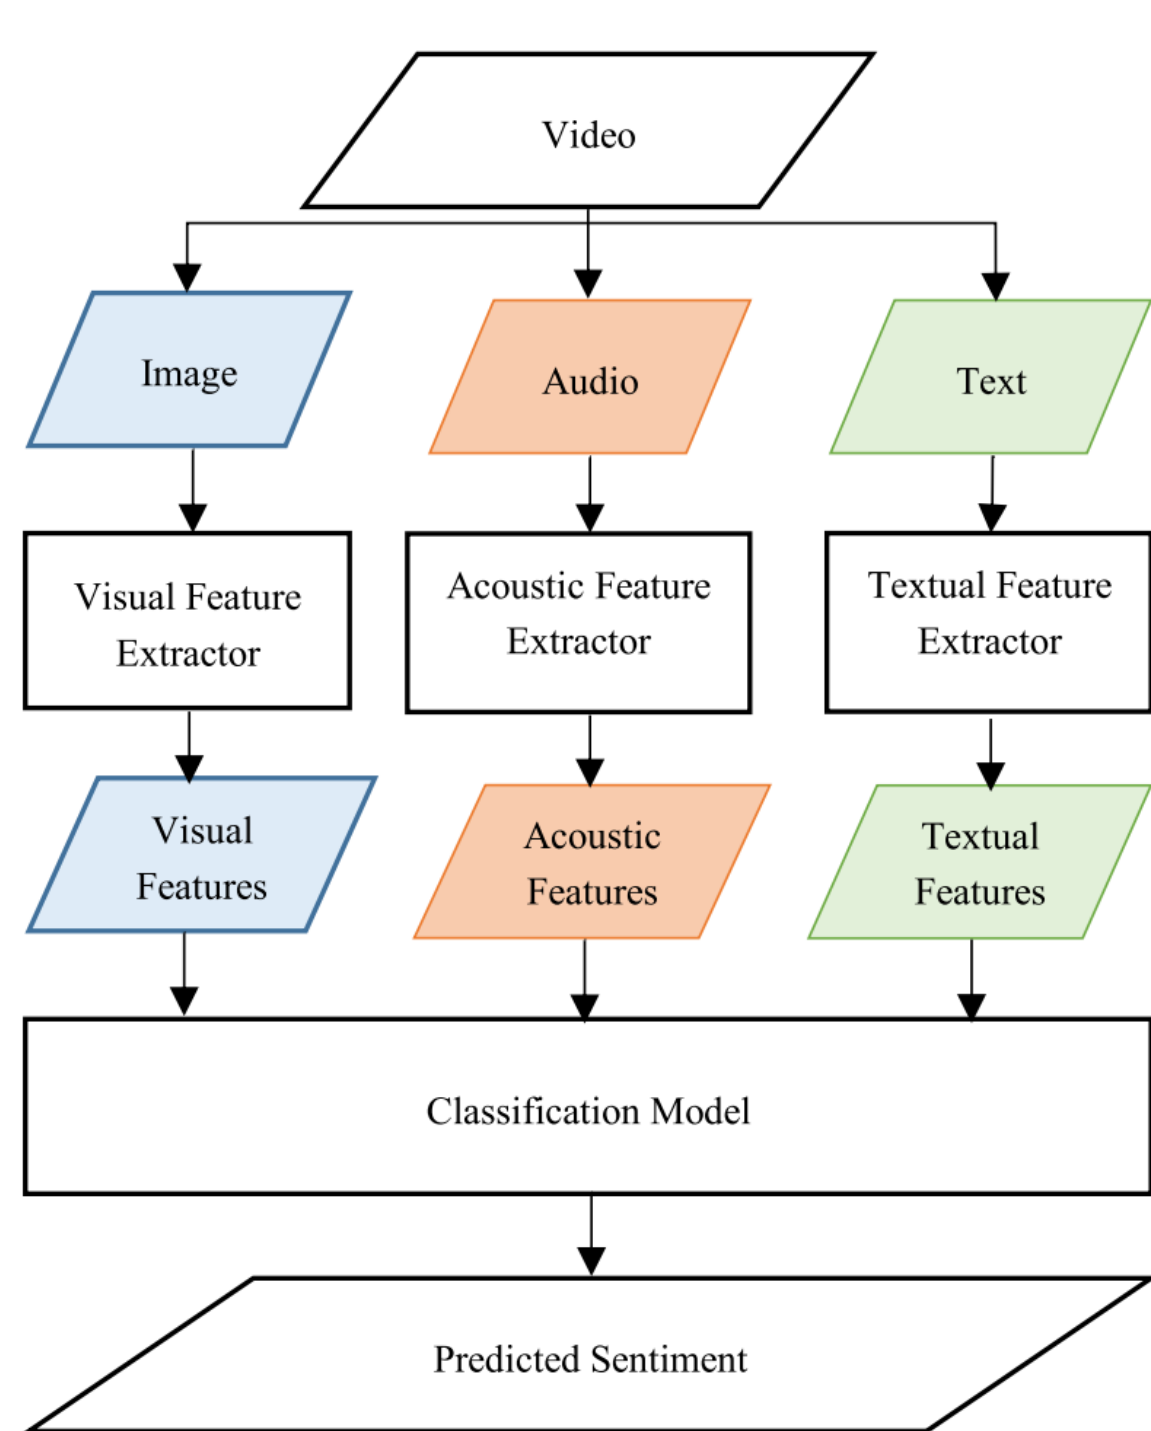 Video
Image
Audio
Text
Visual Feature
Extractor
Acoustic Feature
Extractor
Textual Feature
Extractor
Visual
Features
Acoustic
Features
Textual
Features
Classification Model
Predicted Sentiment